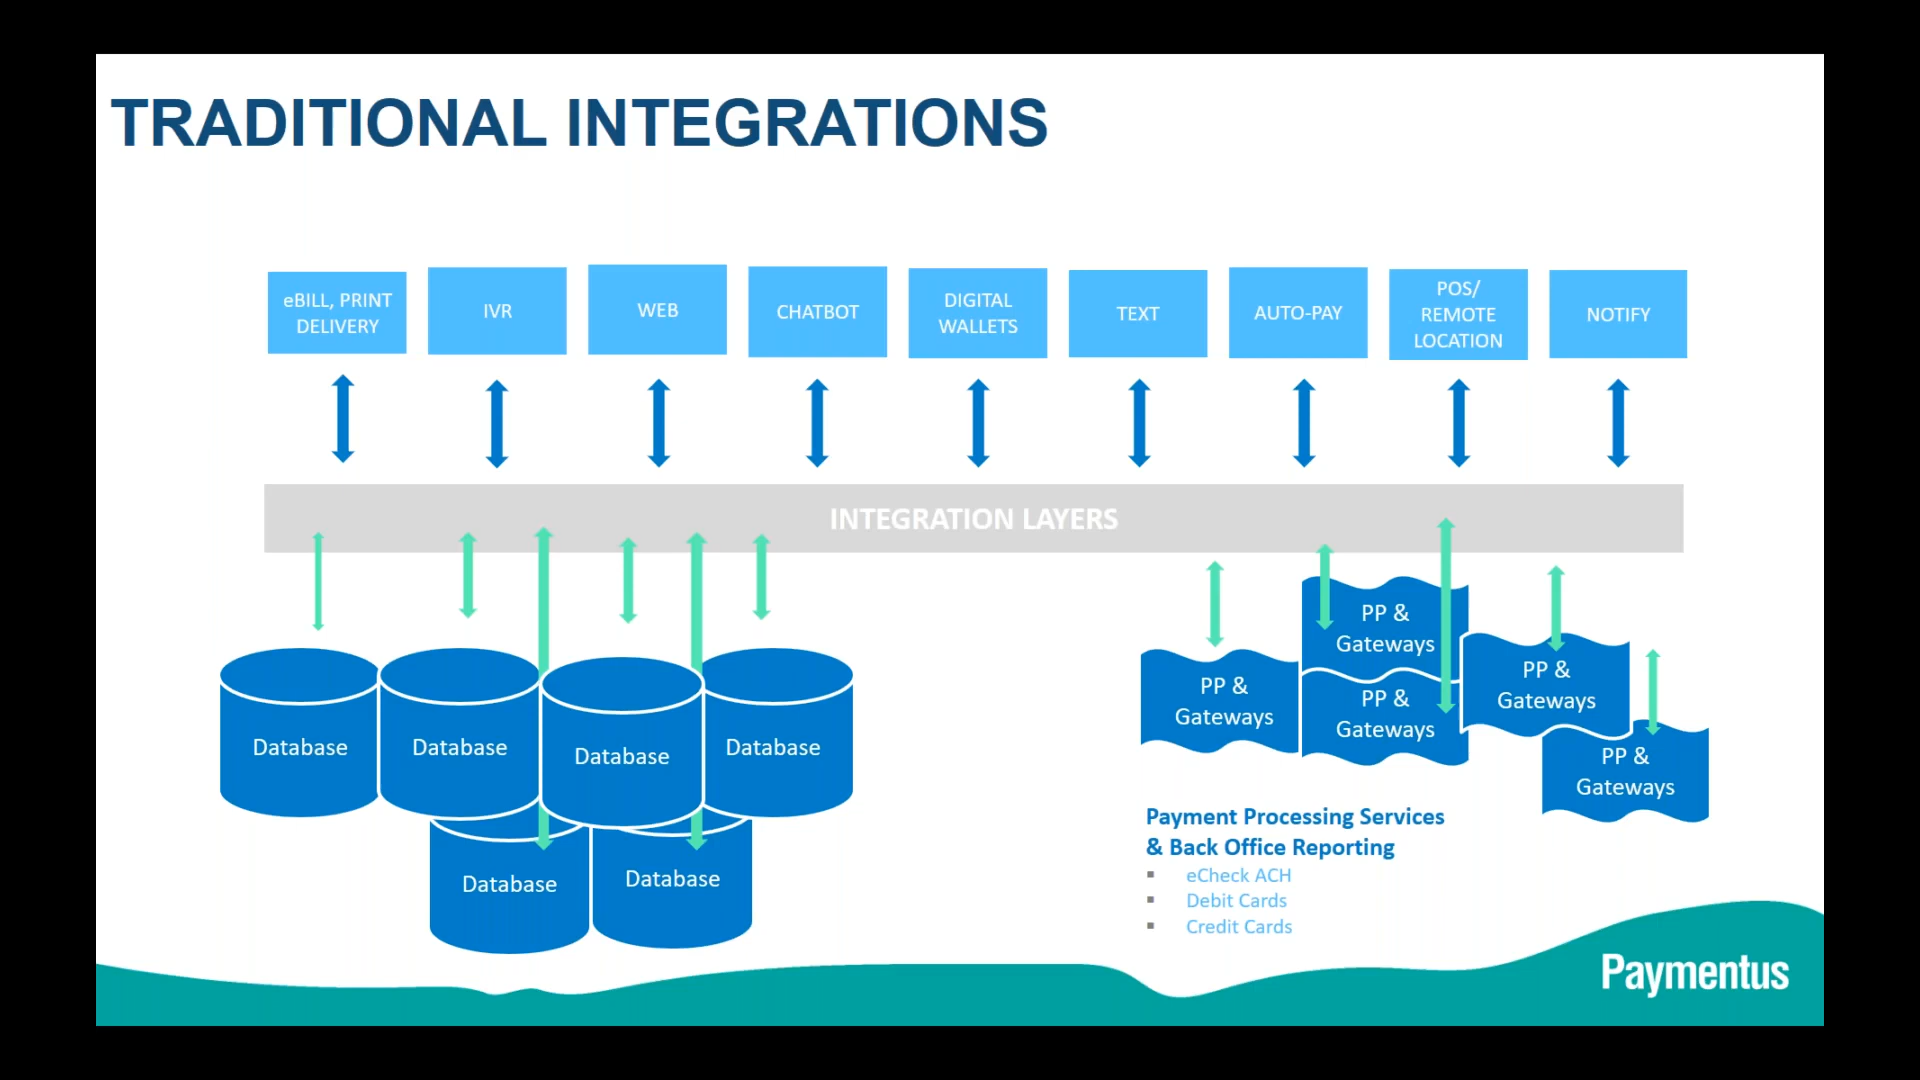 TRADITIONAL INTEGRATIONS
eBILL, PRINT
DELIVERY
IVR
WEB
CHATBOT
DIGITAL
WALLETS
TEXT
AUTO-PAY
POS/
REMOTE
LOCATION
NOTIFY
INTEGRATION LAYERS
Database
Database
Database
Database
Database
Database
PP &
Gateways
PP &
Gateways
PP &
Gateways
PP &
Gateways
PP &
Gateways
Payment Processing Services
& Back Office Reporting
▪ eCheck ACH
▪ Debit Cards
▪ Credit Cards
Paymentus